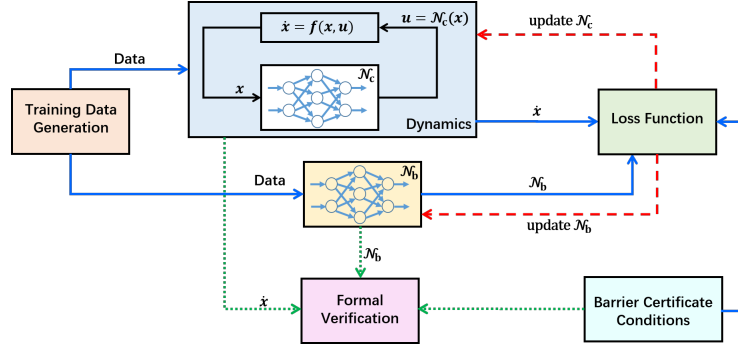 ẋ = f(x, u)
u = 𝒩c(x)
update 𝒩c
Data
x
𝒩c
Training Data
Generation
Dynamics
ẋ
Loss Function
Data
𝒩b
𝒩b
update 𝒩b
𝒩b
ẋ
Formal
Verification
Barrier Certificate
Conditions